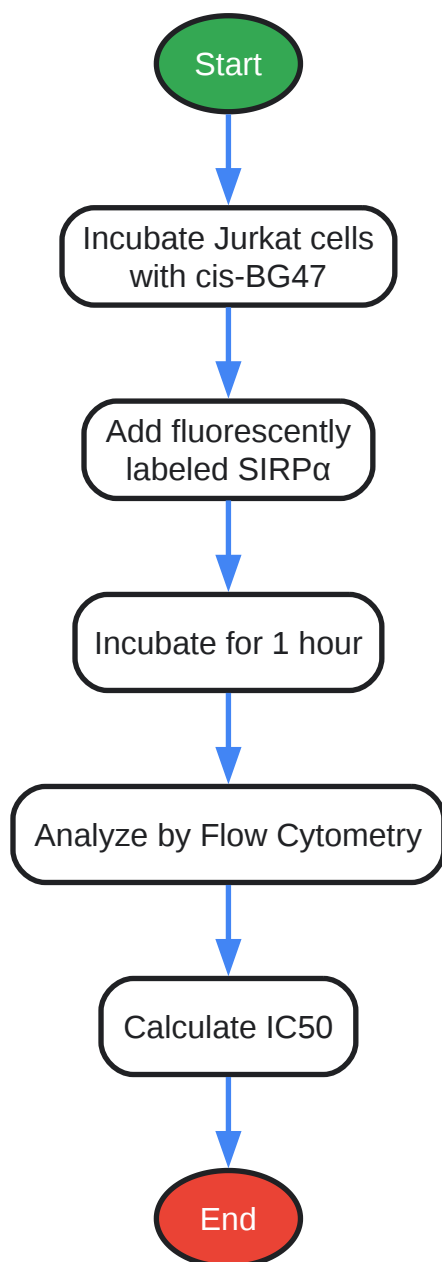 Start
Incubate Jurkat cells
with cis-BG47
Add fluorescently
labeled SIRPα
Incubate for 1 hour
Analyze by Flow Cytometry
Calculate IC50
End